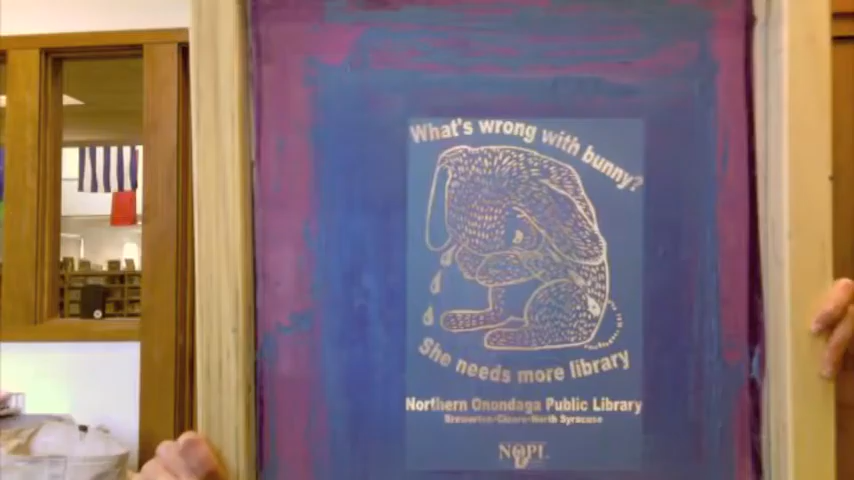 What's wrong with bunny?
She needs more library
Northern Onondaga Public Library
Brewerton•Cicero•North Syracuse
NOPL